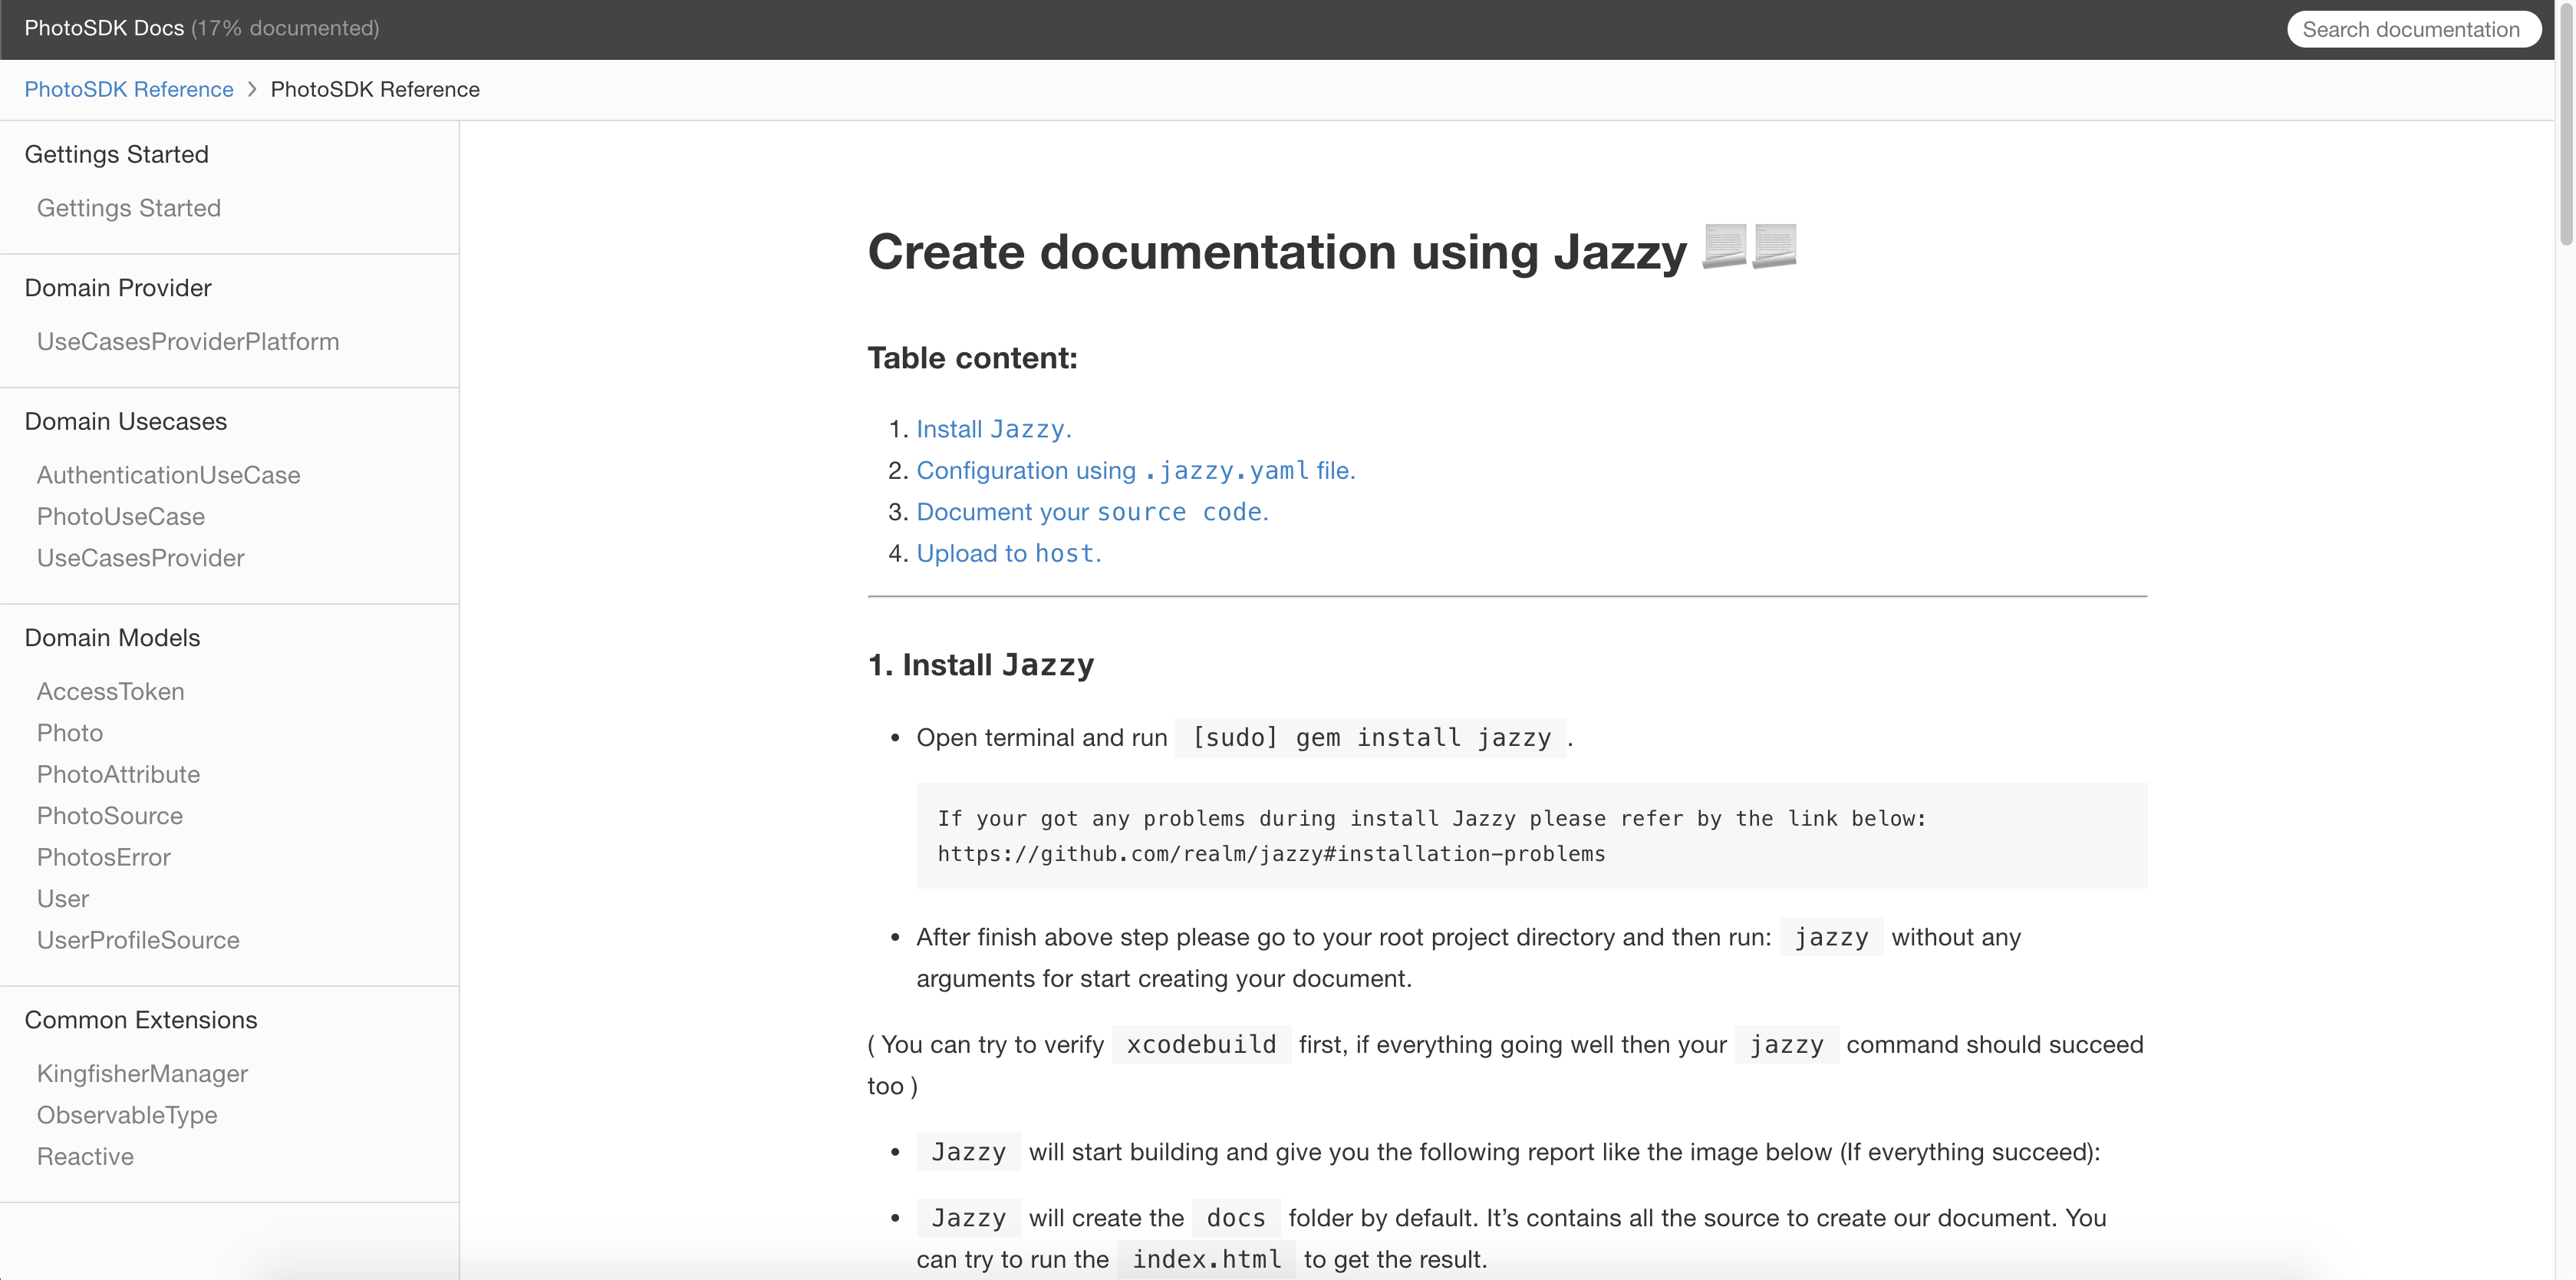 PhotoSDK Docs (17% documented)
Search documentation
PhotoSDK Reference > PhotoSDK Reference
Gettings Started
Gettings Started
Domain Provider
UseCasesProviderPlatform
Domain Usecases
AuthenticationUseCase
PhotoUseCase
UseCasesProvider
Domain Models
AccessToken
Photo
PhotoAttribute
PhotoSource
PhotosError
User
UserProfileSource
Common Extensions
KingfisherManager
ObservableType
Reactive
Create documentation using Jazzy
Table content:
1. Install Jazzy.
2. Configuration using .jazzy.yaml file.
3. Document your source code.
4. Upload to host.
1. Install Jazzy
• Open terminal and run [sudo] gem install jazzy .
If your got any problems during install Jazzy please refer by the link below:
https://github.com/realm/jazzy#installation-problems
• After finish above step please go to your root project directory and then run: jazzy without any
arguments for start creating your document.
( You can try to verify xcodebuild first, if everything going well then your jazzy command should succeed
too )
• Jazzy will start building and give you the following report like the image below (If everything succeed):
• Jazzy will create the docs folder by default. It’s contains all the source to create our document. You
can try to run the index.html to get the result.